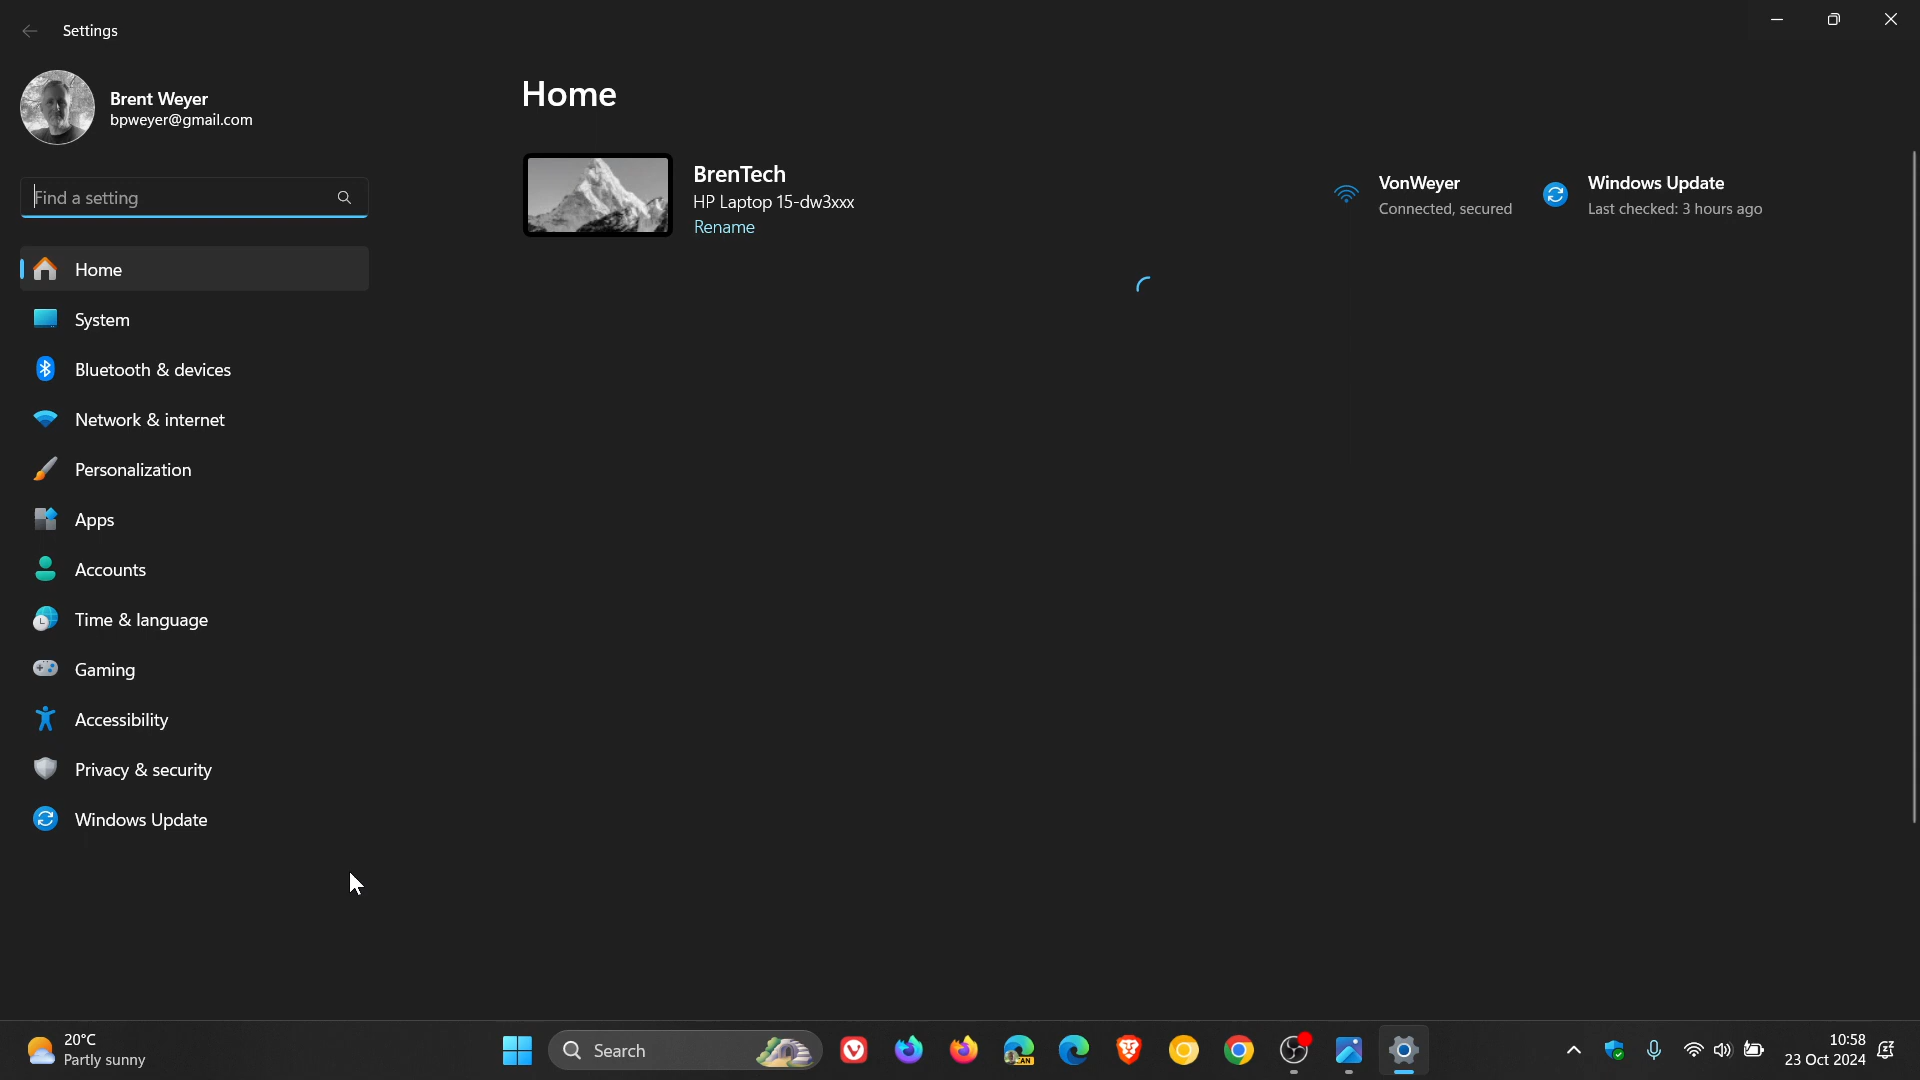 Settings
Brent Weyer
bpweyer@gmail.com
Find a setting
Home
System
Bluetooth & devices
Network & internet
Personalization
Apps
Accounts
Time & language
Gaming
Accessibility
Privacy & security
Windows Update
Home
BrenTech
HP Laptop 15-dw3xxx
Rename
VonWeyer
Connected, secured
Windows Update
Last checked: 3 hours ago
20°C
Partly sunny
Search
CAN
10:58
23 Oct 2024